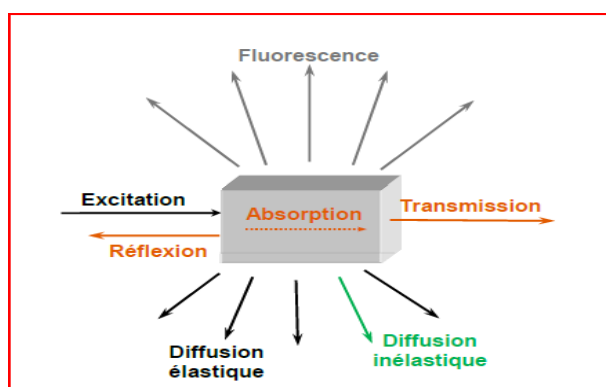 Fluorescence
Excitation
Absorption
Transmission
Réflexion
Diffusion
élastique
Diffusion
inélastique